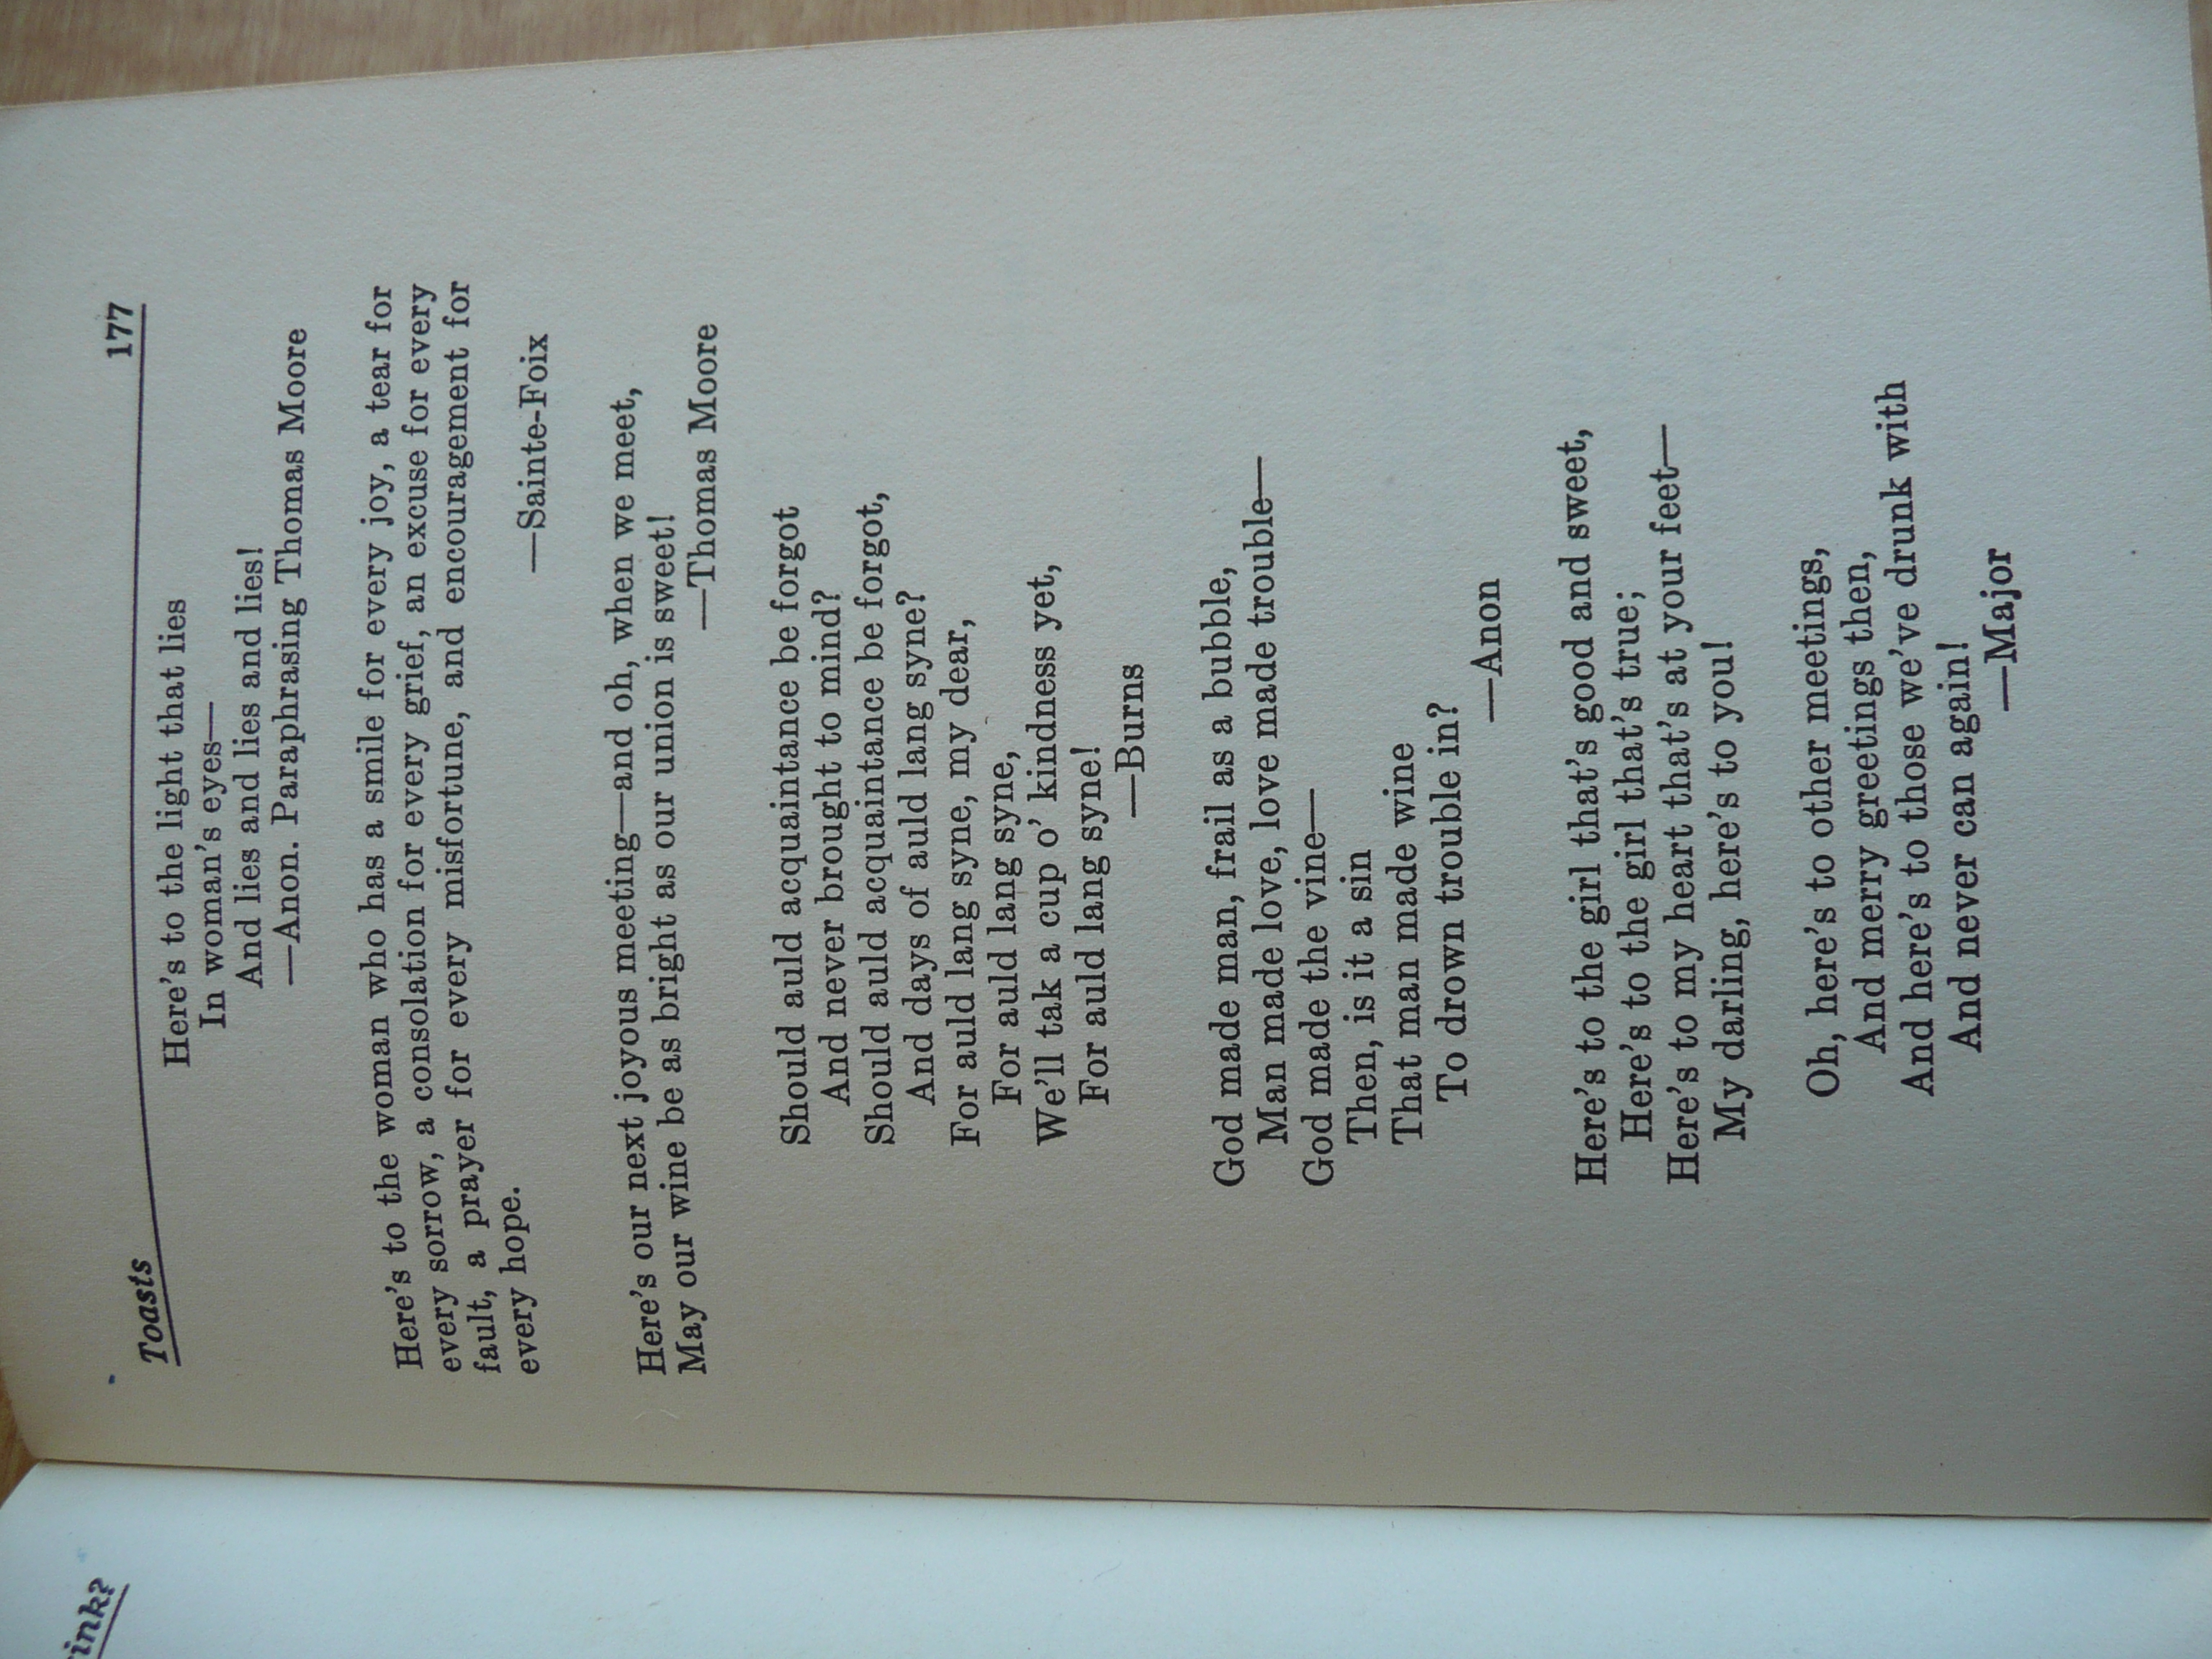 ink?
Toasts 177
Here's to the light that lies
In woman's eyes—
And lies and lies and lies!
—Anon. Paraphrasing Thomas Moore
Here's to the woman who has a smile for every joy, a tear for
every sorrow, a consolation for every grief, an excuse for every
fault, a prayer for every misfortune, and encouragement for
every hope.
—Sainte-Foix
Here's our next joyous meeting—and oh, when we meet,
May our wine be as bright as our union is sweet!
—Thomas Moore
Should auld acquaintance be forgot
And never brought to mind?
Should auld acquaintance be forgot,
And days of auld lang syne?
For auld lang syne, my dear,
For auld lang syne,
We'll tak a cup o' kindness yet,
For auld lang syne!
—Burns
God made man, frail as a bubble,
Man made love, love made trouble—
God made the vine—
Then, is it a sin
That man made wine
To drown trouble in?
—Anon
Here's to the girl that's good and sweet,
Here's to the girl that's true;
Here's to my heart that's at your feet—
My darling, here's to you!
Oh, here's to other meetings,
And merry greetings then,
And here's to those we've drunk with
And never can again!
—Major